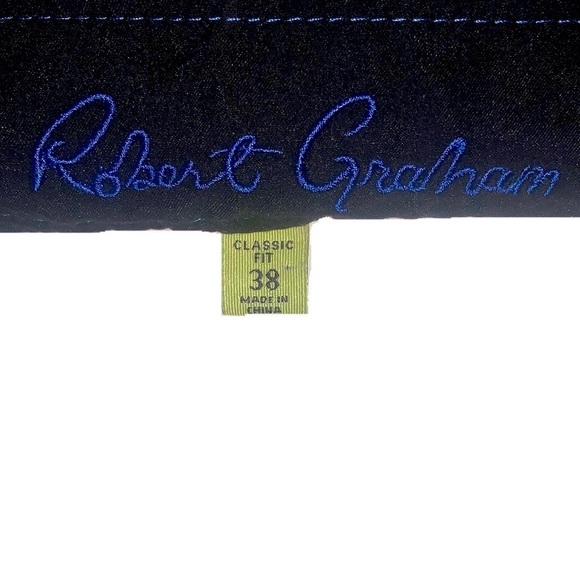 Robert Graham
CLASSIC
FIT
38
MADE IN
CHINA